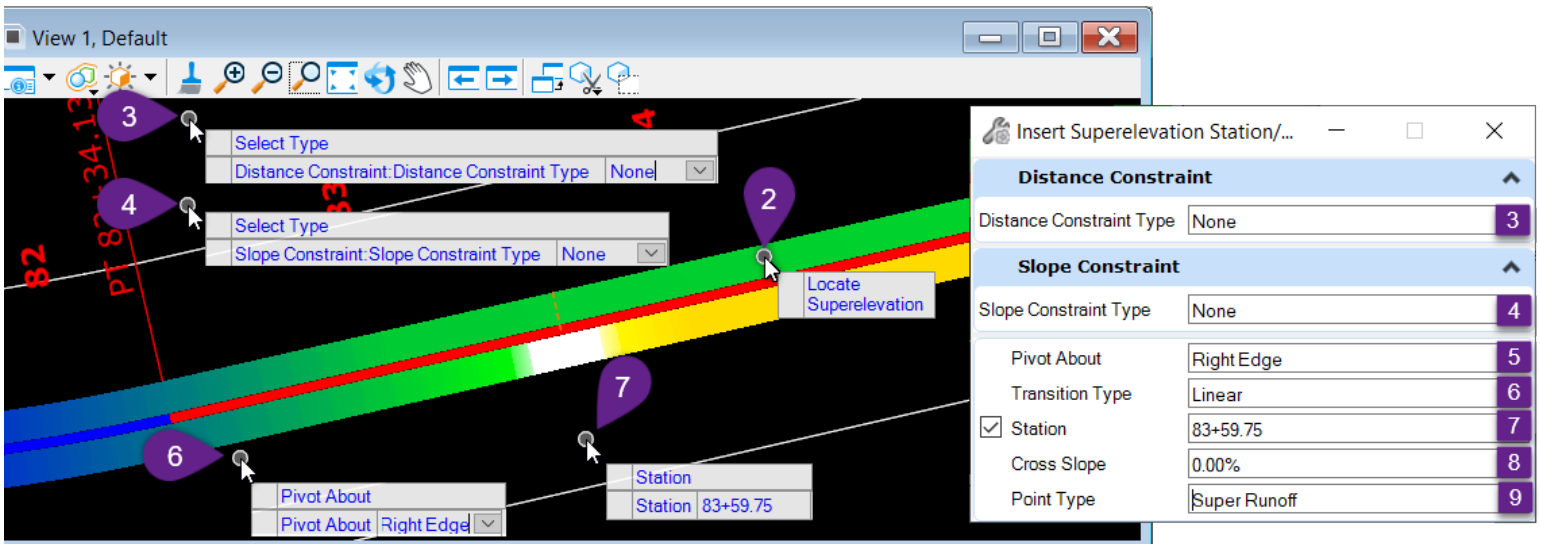 View 1, Default
3
Select Type
Distance Constraint:Distance Constraint Type None
4
Select Type
Slope Constraint:Slope Constraint Type None
2
Locate
Superelevation
82
83
4
7
6
Pivot About
Pivot About Right Edge
Station
Station 83+59.75
Insert Superelevation Station/...
Distance Constraint
Distance Constraint Type None 3
Slope Constraint
Slope Constraint Type None 4
Pivot About Right Edge 5
Transition Type Linear 6
Station 83+59.75 7
Cross Slope 0.00% 8
Point Type Super Runoff 9